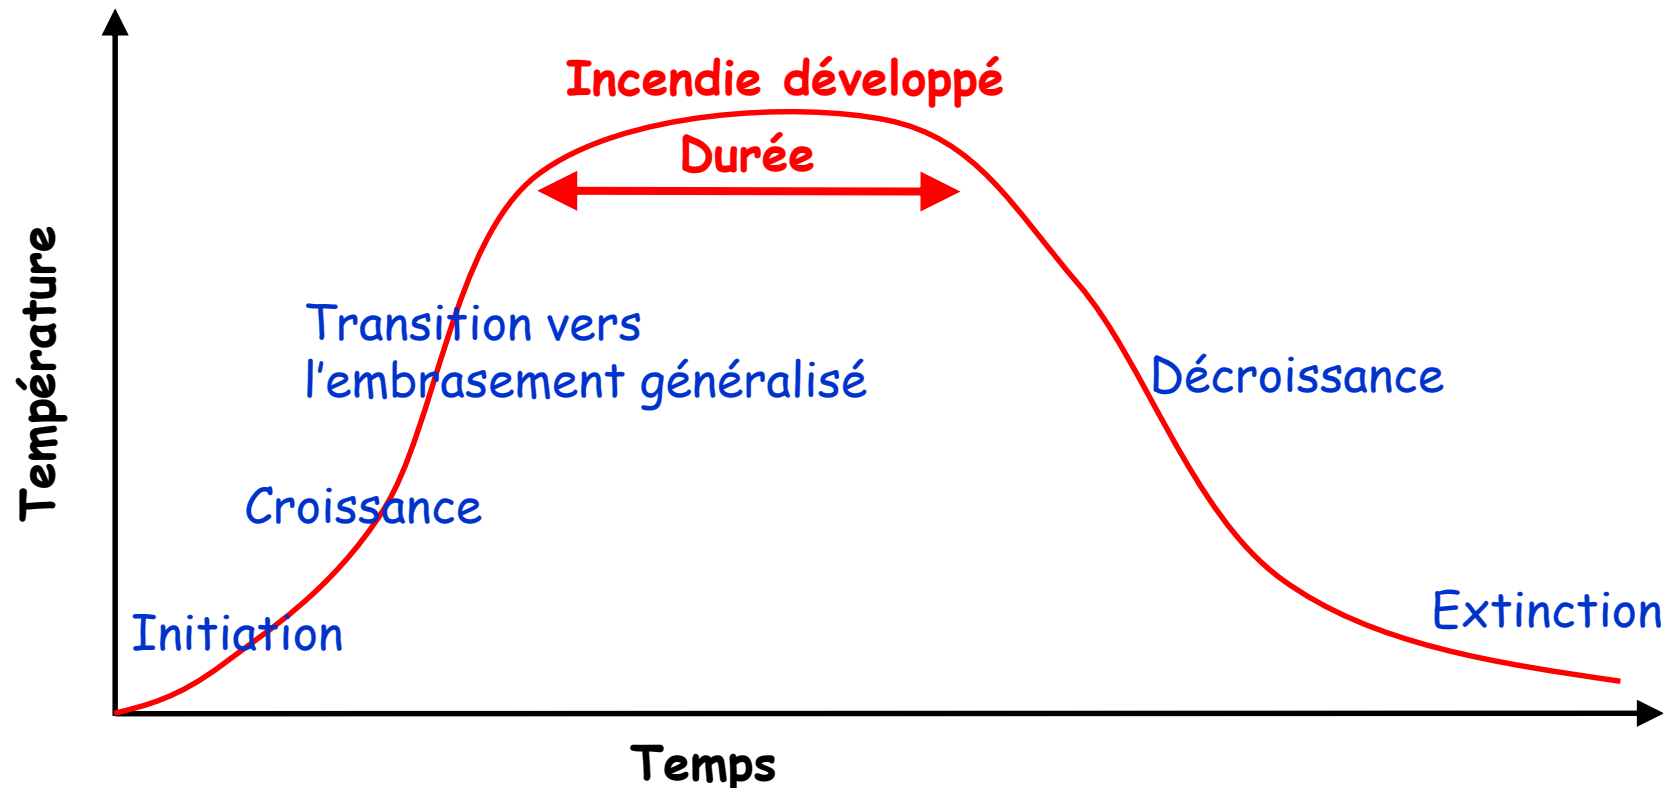 Incendie développé
Durée
Température
Transition vers
l'embrasement généralisé
Décroissance
Croissance
Initiation
Extinction
Temps